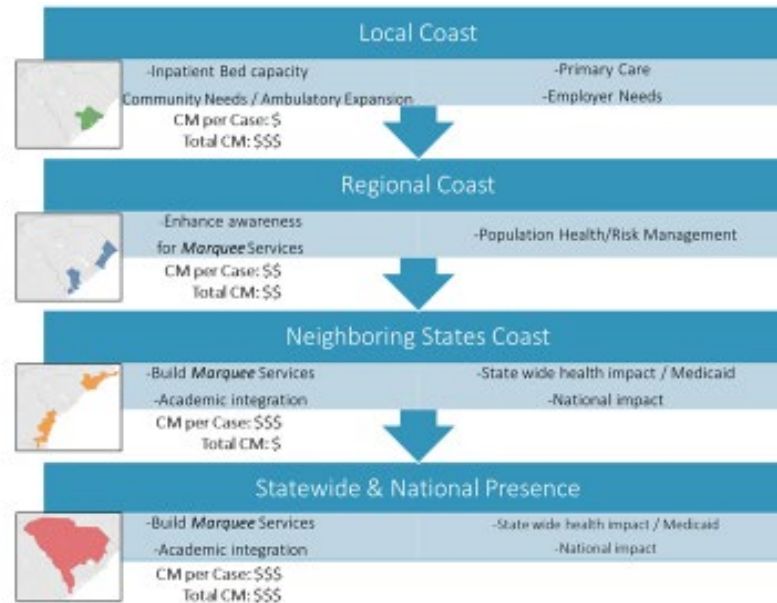 Local Coast
-Inpatient Bed capacity
Community Needs / Ambulatory Expansion
-Primary Care
-Employer Needs
CM per Case: $
Total CM: $$$
Regional Coast
-Enhance awareness
for Marquee Services
-Population Health/Risk Management
CM per Case: $$
Total CM: $$
Neighboring States Coast
-Build Marquee Services
-Academic integration
-State wide health impact / Medicaid
-National impact
CM per Case: $$$
Total CM: $
Statewide & National Presence
-Build Marquee Services
-Academic integration
-State wide health impact / Medicaid
-National impact
CM per Case: $$$
Total CM: $$$